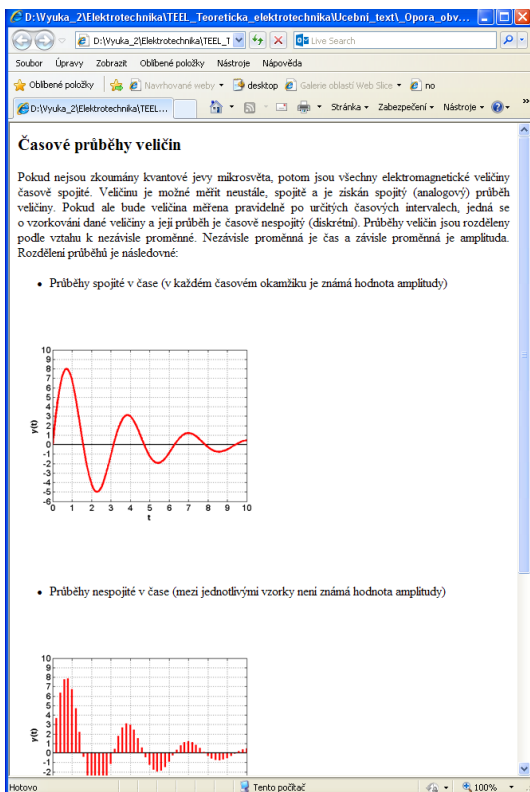 D:\Vyuka_2\Elektrotechnika\TEEL_Teoreticka_elektrotechnika\Ucebni_text\_Opora_obv...
D:\Vyuka_2\Elektrotechnika\TEEL_T
Live Search
Soubor Úpravy Zobrazit Oblíbené položky Nástroje Nápověda
Oblíbené položky Navrhované weby desktop Galerie oblastí Web Slice no
D:\Vyuka_2\Elektrotechnika\TEEL... Stránka Zabezpečení Nástroje »
Časové průběhy veličin
Pokud nejsou zkoumány kvantové jevy mikrosvěta, potom jsou všechny elektromagnetické veličiny
časově spojité. Veličinu je možné měřit neustále, spojitě a je získán spojitý (analogový) průběh
veličiny. Pokud ale bude veličina měřena pravidelně po určitých časových intervalech, jedná se
o vzorkování dané veličiny a její průběh je časově nespojitý (diskrétní). Průběhy veličin jsou rozděleny
podle vztahu k nezávisle proměnné. Nezávisle proměnná je čas a závisle proměnná je amplituda.
Rozdělení průběhů je následovné:
• Průběhy spojité v čase (v každém časovém okamžiku je známá hodnota amplitudy)
10
9
8
7
6
5
4
3
2
1
0
-1
-2
-3
-4
-5
-6
y(t)
0 1 2 3 4 5 6 7 8 9 10
t
• Průběhy nespojité v čase (mezi jednotlivými vzorky není známá hodnota amplitudy)
10
9
8
7
6
5
4
3
2
1
0
-1
-2
y(t)
Hotovo Tento počítač 100%